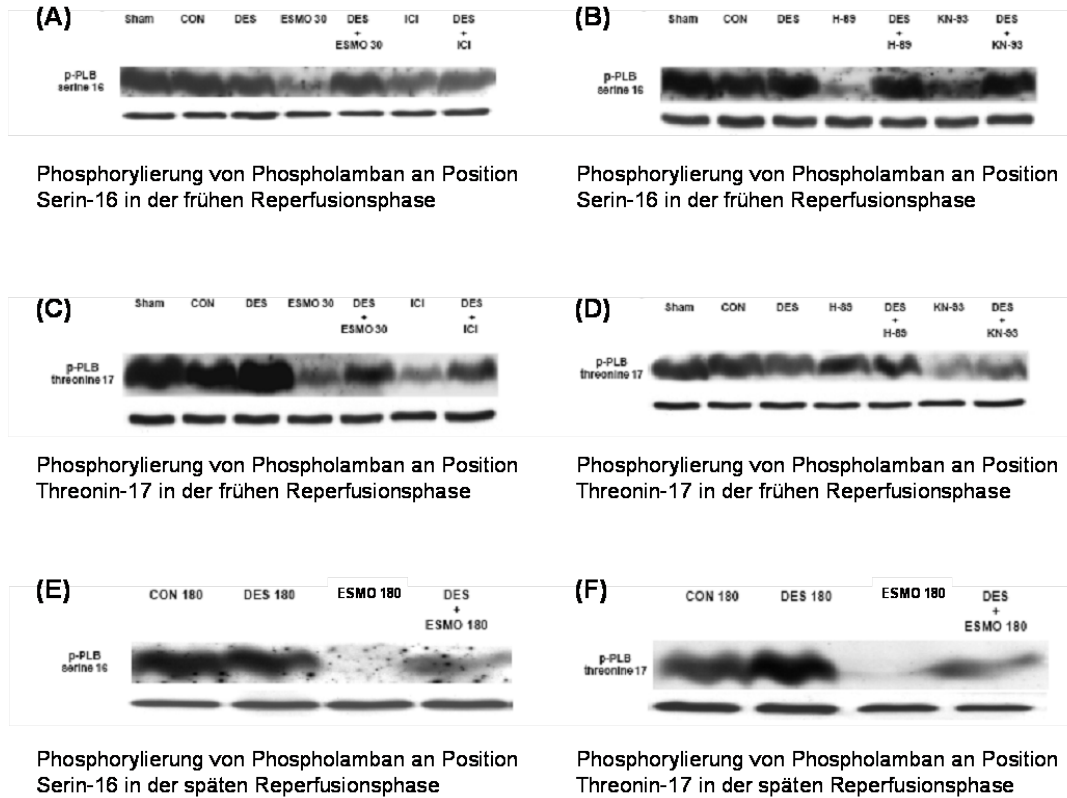 (A)
Sham CON DES ESMO 30 DES + ESMO 30 ICI DES + ICI
p-PLB
serine 16
Phosphorylierung von Phospholamban an Position
Serin-16 in der frühen Reperfusionsphase
(B)
Sham CON DES H-89 DES + H-89 KN-93 DES + KN-93
p-PLB
serine 16
Phosphorylierung von Phospholamban an Position
Serin-16 in der frühen Reperfusionsphase
(C)
Sham CON DES ESMO 30 DES + ESMO 30 ICI DES + ICI
p-PLB
threonine 17
Phosphorylierung von Phospholamban an Position
Threonin-17 in der frühen Reperfusionsphase
(D)
Sham CON DES H-89 DES + H-89 KN-93 DES + KN-93
p-PLB
threonine 17
Phosphorylierung von Phospholamban an Position
Threonin-17 in der frühen Reperfusionsphase
(E)
CON 180 DES 180 ESMO 180 DES + ESMO 180
p-PLB
serine 16
Phosphorylierung von Phospholamban an Position
Serin-16 in der späten Reperfusionsphase
(F)
CON 180 DES 180 ESMO 180 DES + ESMO 180
p-PLB
threonine 17
Phosphorylierung von Phospholamban an Position
Threonin-17 in der späten Reperfusionsphase